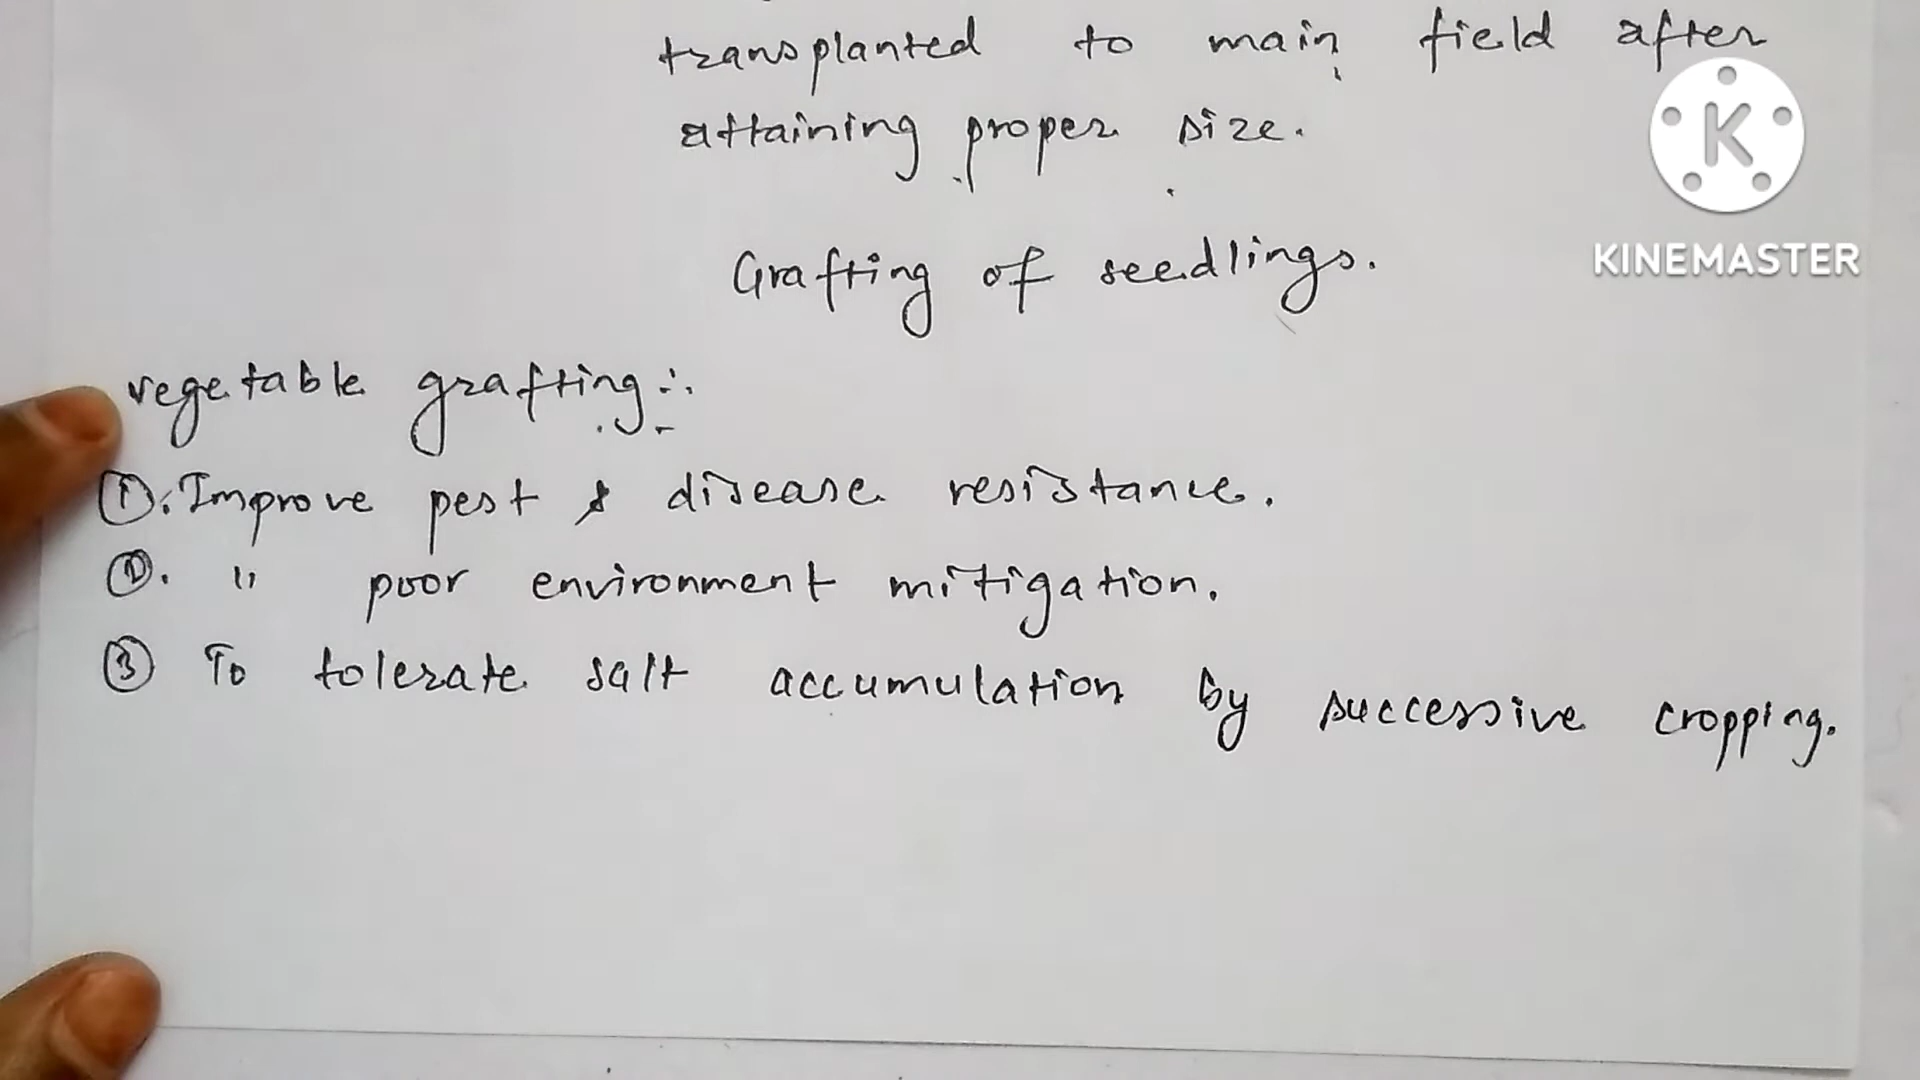 transplanted to main field after
attaining proper size.
Grafting of seedlings.
vegetable grafting:-
①. Improve pest & disease resistance.
②. " poor environment mitigation.
③ To tolerate salt accumulation by successive cropping.
K
KINEMASTER